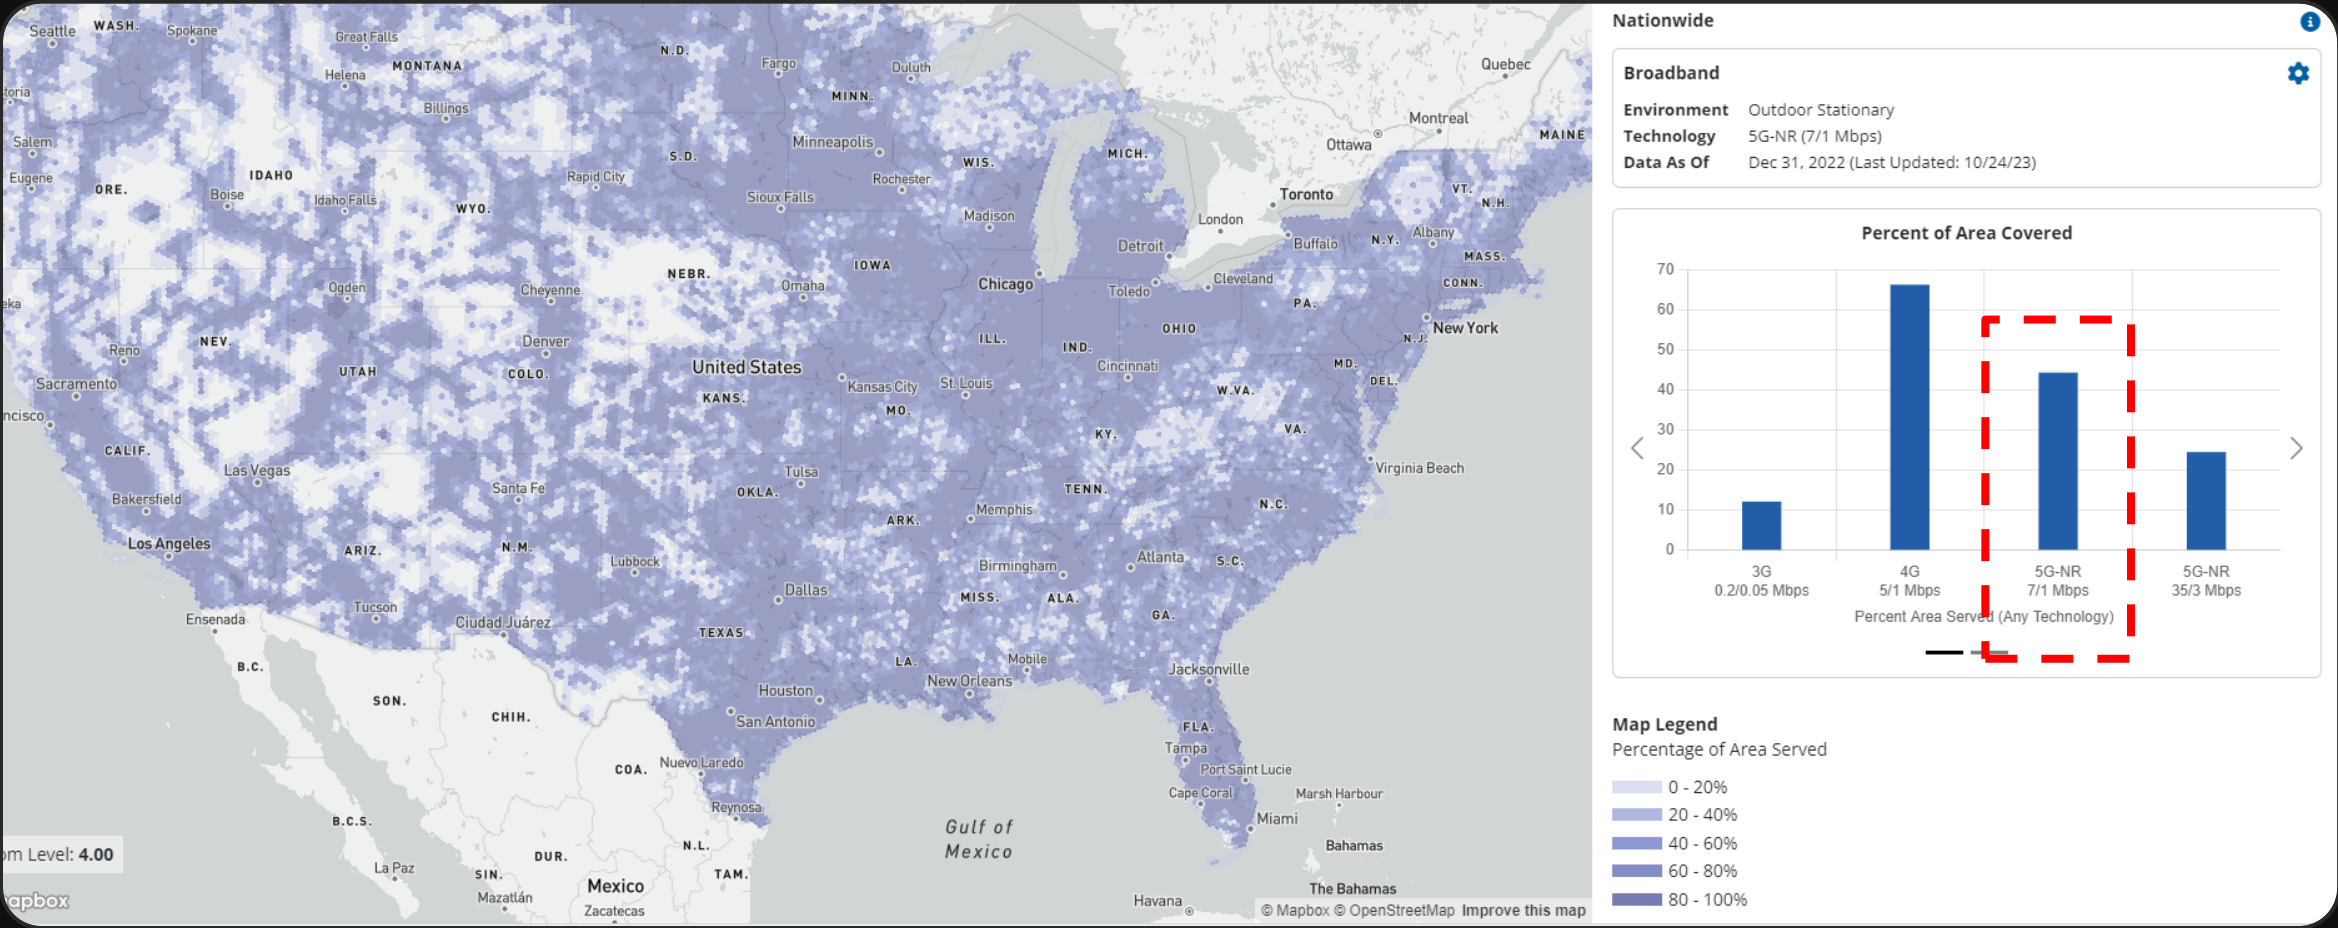 Seattle
WASH.
Spokane
Great Falls
N.D.
Fargo
Duluth
Quebec
Helena
MONTANA
Billings
MINN.
Montreal
Ottawa
MAINE
toria
Salem
Minneapolis
WIS.
MICH.
Eugene
ORE.
IDAHO
Boise
Idaho Falls
WYO.
S.D.
Rapid City
Sioux Falls
Rochester
Madison
VT.
N.H.
Toronto
London
Detroit
Buffalo
N.Y.
Albany
MASS.
CONN.
NEBR.
IOWA
Omaha
Chicago
Toledo
Cleveland
PA.
eka
Ogden
Cheyenne
New York
N.J.
Reno
NEV.
Denver
ILL.
IND.
OHIO
MD.
DEL.
Sacramento
UTAH
COLO.
United States
KANS.
Kansas City
St. Louis
MO.
Cincinnati
W.VA.
VA.
KY.
ncisco
CALIF.
Las Vegas
Bakersfield
Santa Fe
Tulsa
OKLA.
TENN.
Virginia Beach
N.C.
Memphis
ARK.
Los Angeles
ARIZ.
N.M.
Lubbock
Birmingham
Atlanta
S.C.
Dallas
MISS.
ALA.
GA.
Tucson
Ensenada
Ciudad Juárez
TEXAS
LA.
Mobile
B.C.
Jacksonville
New Orleans
Houston
San Antonio
SON.
CHIH.
FLA.
Tampa
COA.
Nuevo Laredo
Port Saint Lucie
Cape Coral
Marsh Harbour
Reynosa
B.C.S.
Gulf of
Mexico
Miami
Bahamas
om Level: 4.00
La Paz
DUR.
N.L.
SIN.
TAM.
Mexico
The Bahamas
Mazatlán
Zacatecas
Havana
apbox
© Mapbox © OpenStreetMap Improve this map
Nationwide
Broadband
Environment Outdoor Stationary
Technology 5G-NR (7/1 Mbps)
Data As Of Dec 31, 2022 (Last Updated: 10/24/23)
Percent of Area Covered
70
60
50
40
30
20
10
0
3G 4G 5G-NR 5G-NR
0.2/0.05 Mbps 5/1 Mbps 7/1 Mbps 35/3 Mbps
Percent Area Served (Any Technology)
Map Legend
Percentage of Area Served
0 - 20%
20 - 40%
40 - 60%
60 - 80%
80 - 100%